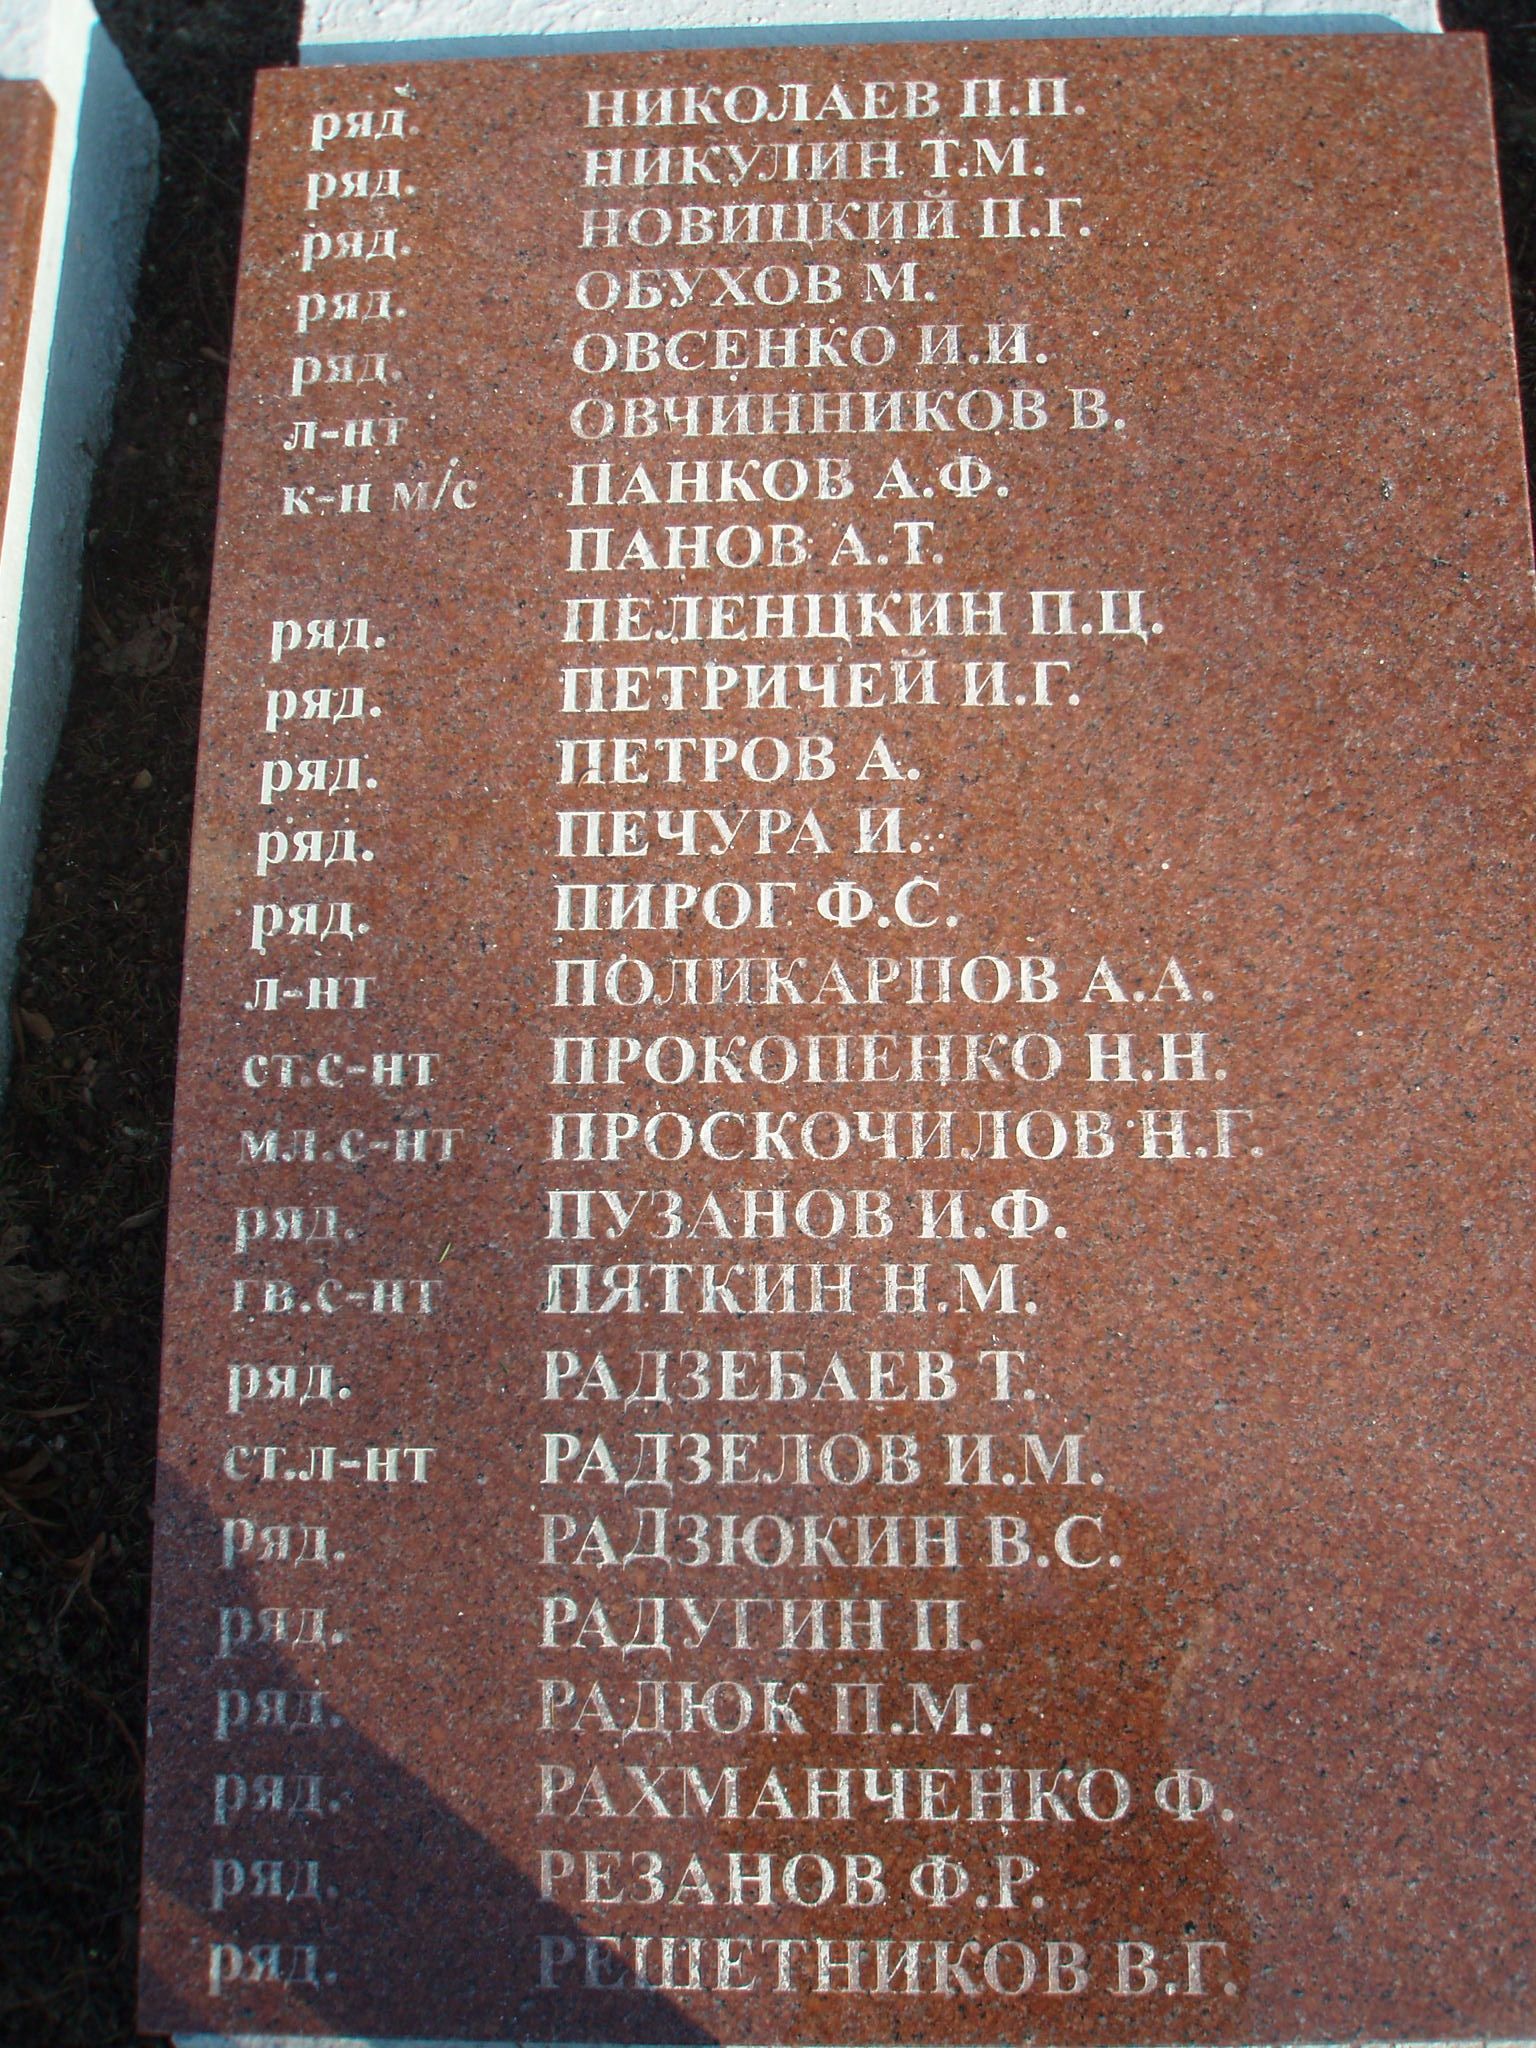 ряд. НИКОЛАЕВ П.П.
ряд. НИКУЛИН Т.М.
ряд. НОВИЦКИЙ П.Г.
ряд. ОБУХОВ М.
ряд. ОВСЕНКО И.И.
л-нт ОВЧИННИКОВ В.
к-н м/с ПАНКОВ А.Ф.
ПАНОВ А.Т.
ряд. ПЕЛЕНЦКИН П.Ц.
ряд. ПЕТРИЧЕЙ И.Г.
ряд. ПЕТРОВ А.
ряд. ПЕЧУРА И.
ряд. ПИРОГ Ф.С.
л-нт ПОЛИКАРПОВ А.А.
ст.с-нт ПРОКОПЕНКО Н.Н.
мл.с-нт ПРОСКОЧИЛОВ Н.Г.
ряд. ПУЗАНОВ И.Ф.
гв.с-нт ПЯТКИН Н.М.
ряд. РАДЗЕБАЕВ Т.
ст.л-нт РАДЗЕЛОВ И.М.
ряд. РАДЗЮКИН В.С.
ряд. РАДУГИН П.
ряд. РАДЮК П.М.
ряд. РАХМАНЧЕНКО Ф.
ряд. РЕЗАНОВ Ф.Р.
ряд. РЕШЕТНИКОВ В.Г.